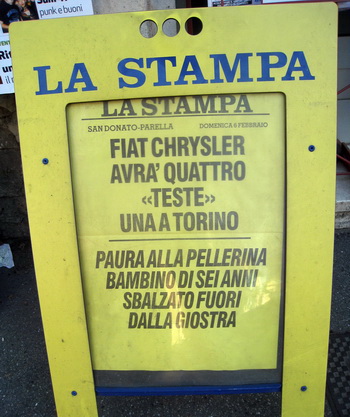 punk e buoni
LA STAMPA
LA STAMPA
SAN DONATO-PARELLA DOMENICA 6 FEBBRAIO
FIAT CHRYSLER
AVRA' QUATTRO
«TESTE»
UNA A TORINO
PAURA ALLA PELLERINA
BAMBINO DI SEI ANNI
SBALZATO FUORI
DALLA GIOSTRA